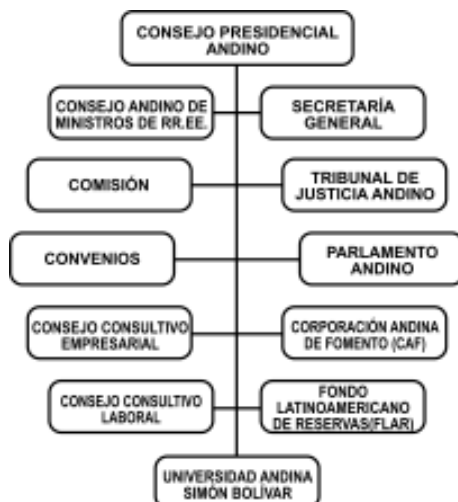 CONSEJO PRESIDENCIAL
ANDINO
CONSEJO ANDINO DE
MINISTROS DE RR.EE.
SECRETARÍA
GENERAL
COMISIÓN
TRIBUNAL DE
JUSTICIA ANDINO
CONVENIOS
PARLAMENTO
ANDINO
CONSEJO CONSULTIVO
EMPRESARIAL
CORPORACIÓN ANDINA
DE FOMENTO (CAF)
CONSEJO CONSULTIVO
LABORAL
FONDO
LATINOAMERICANO
DE RESERVAS(FLAR)
UNIVERSIDAD ANDINA
SIMÓN BOLÍVAR